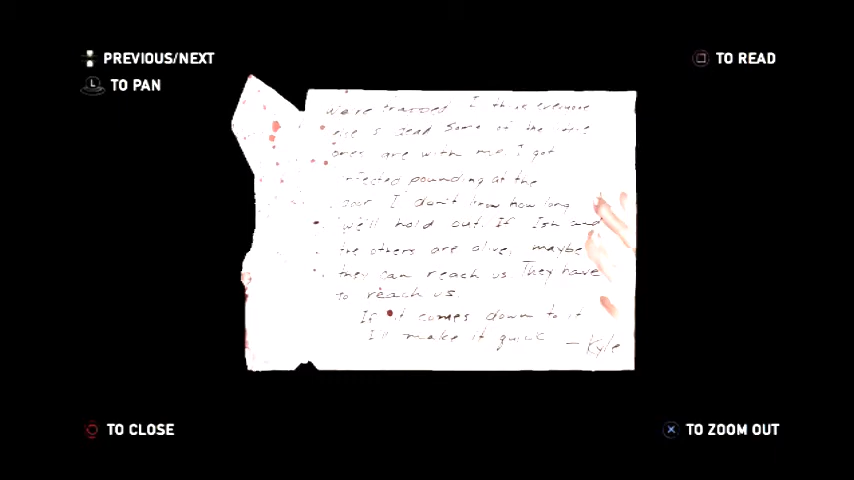 PREVIOUS/NEXT
L TO PAN
TO READ
We're trapped I think everyone
else is dead Some of the little
ones are with me. I got
infected pounding at the
door I don't know how long
we'll hold out. If Ish and
the others are alive, maybe
they can reach us They have
to reach us.
If it comes down to it
I'll make it quick
— Kyle
TO CLOSE
TO ZOOM OUT